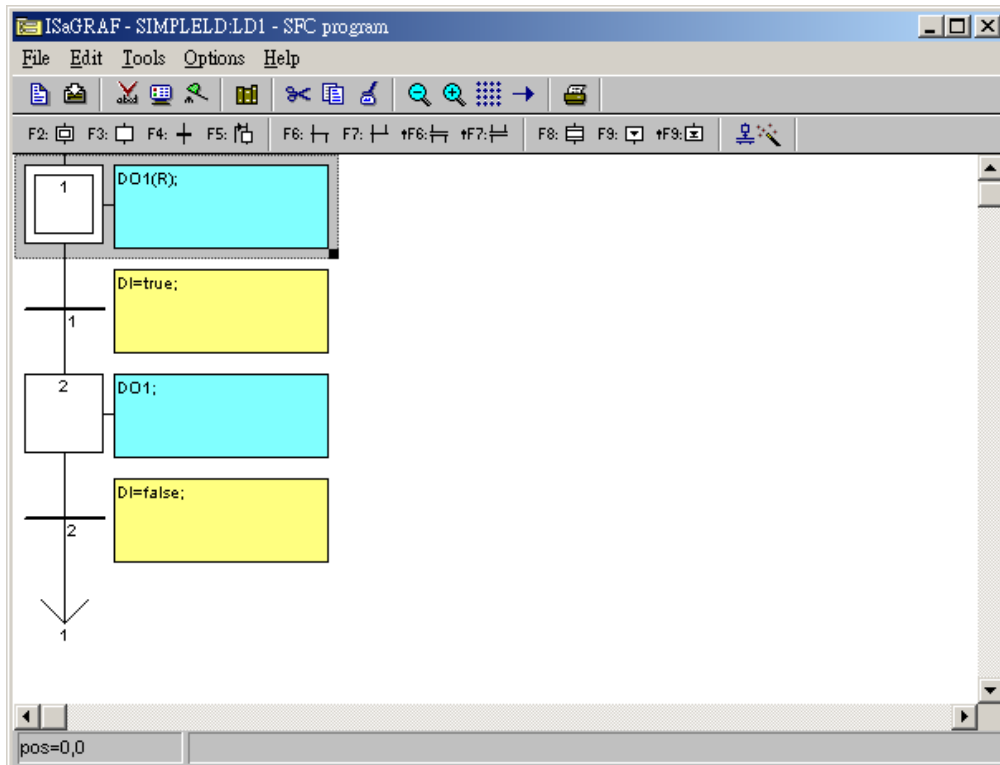 ISaGRAF - SIMPLELD:LD1 - SFC program
File Edit Tools Options Help
F2: F3: F4: F5: F6: F7: ↑F6: ↑F7: F8: F9: ↑F9:
1
DO1(R);
DI=true;
1
2
DO1;
DI=false;
2
1
pos=0,0